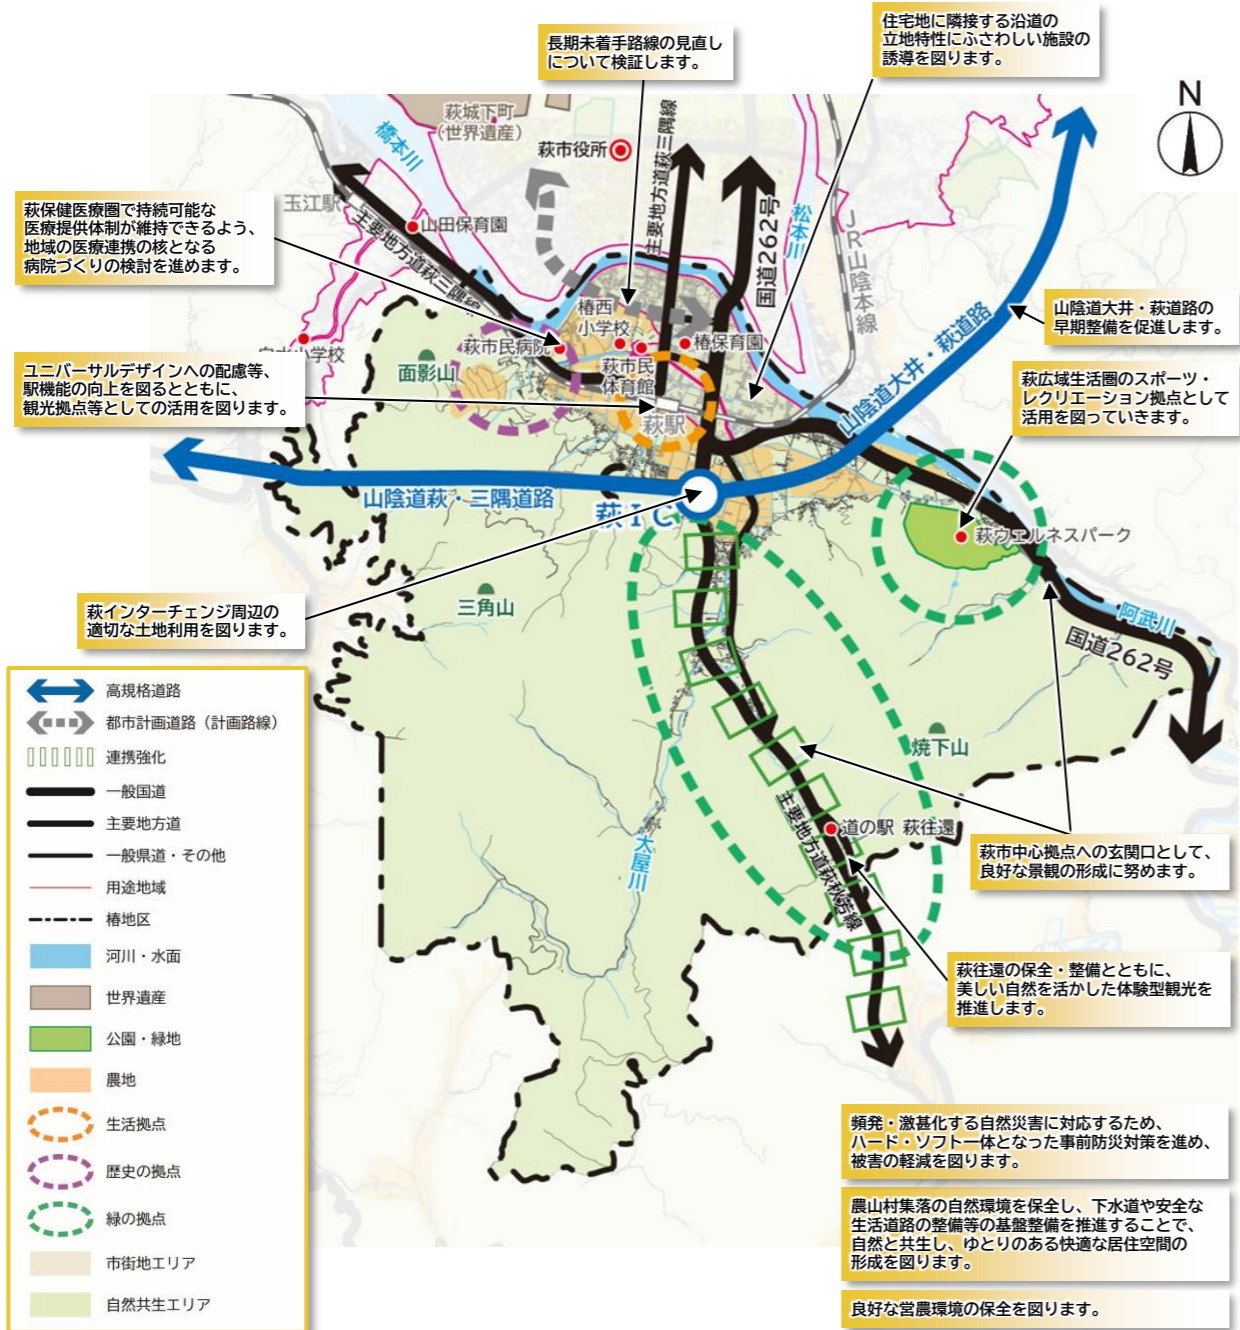 長期未着手路線の見直し
について検証します。
住宅地に隣接する沿道の
立地特性にふさわしい施設の
誘導を図ります。
N
萩城下町
(世界遺産)
橋本川
萩市役所
主要地方道萩三隅線
国道262号
松本川
JR山陰本線
玉江駅
山田保育園
主要地方道萩三隅線
萩保健医療圏で持続可能な
医療提供体制が維持できるよう、
地域の医療連携の核となる
病院づくりの検討を進めます。
山陰道大井・萩道路の
早期整備を促進します。
椿西
小学校
萩市民病院
椿保育園
萩市民
体育館
白水小学校
面影山
萩駅
山陰道大井・萩道路
ユニバーサルデザインへの配慮等、
駅機能の向上を図るとともに、
観光拠点等としての活用を図ります。
萩広域生活圏のスポーツ・
レクリエーション拠点として
活用を図っていきます。
山陰道萩・三隅道路
萩IC
萩ウエルネスパーク
三角山
阿武川
国道262号
萩インターチェンジ周辺の
適切な土地利用を図ります。
焼下山
主要地方道萩秋芳線
道の駅 萩往還
大屋川
萩市中心拠点への玄関口として、
良好な景観の形成に努めます。
萩往還の保全・整備とともに、
美しい自然を活かした体験型観光を
推進します。
高規格道路
都市計画道路（計画路線）
連携強化
一般国道
主要地方道
一般県道・その他
用途地域
椿地区
河川・水面
世界遺産
公園・緑地
農地
生活拠点
歴史の拠点
緑の拠点
市街地エリア
自然共生エリア
頻発・激甚化する自然災害に対応するため、
ハード・ソフト一体となった事前防災対策を進め、
被害の軽減を図ります。
農山村集落の自然環境を保全し、下水道や安全な
生活道路の整備等の基盤整備を推進することで、
自然と共生し、ゆとりのある快適な居住空間の
形成を図ります。
良好な営農環境の保全を図ります。